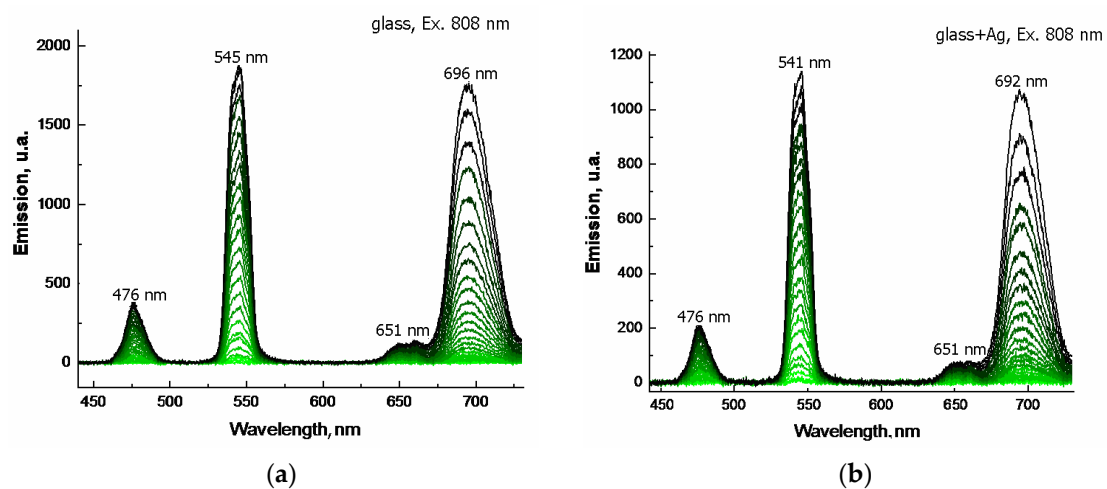 glass, Ex. 808 nm
2000
1500
1000
500
0
Emission, u.a.
476 nm
545 nm
651 nm
696 nm
450
500
550
600
650
700
Wavelength, nm
(a)
glass+Ag, Ex. 808 nm
1200
1000
800
600
400
200
0
Emission, u.a.
476 nm
541 nm
651 nm
692 nm
450
500
550
600
650
700
Wavelength, nm
(b)